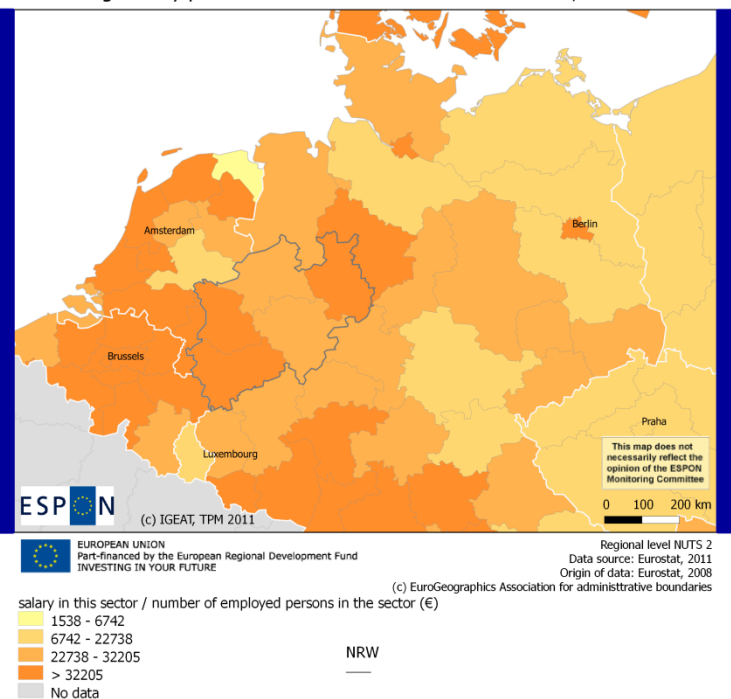 Amsterdam
Berlin
Brussels
Luxembourg
Praha
This map does not
necessarily reflect the
opinion of the ESPON
Monitoring Committee
ESPON
(c) IGEAT, TPM 2011
0 100 200 km
EUROPEAN UNION
Part-financed by the European Regional Development Fund
INVESTING IN YOUR FUTURE
Regional level NUTS 2
Data source: Eurostat, 2011
Origin of data: Eurostat, 2008
(c) EuroGeographics Association for administtrative boundaries
salary in this sector / number of employed persons in the sector (€)
1538 - 6742
6742 - 22738
22738 - 32205
> 32205
No data
NRW